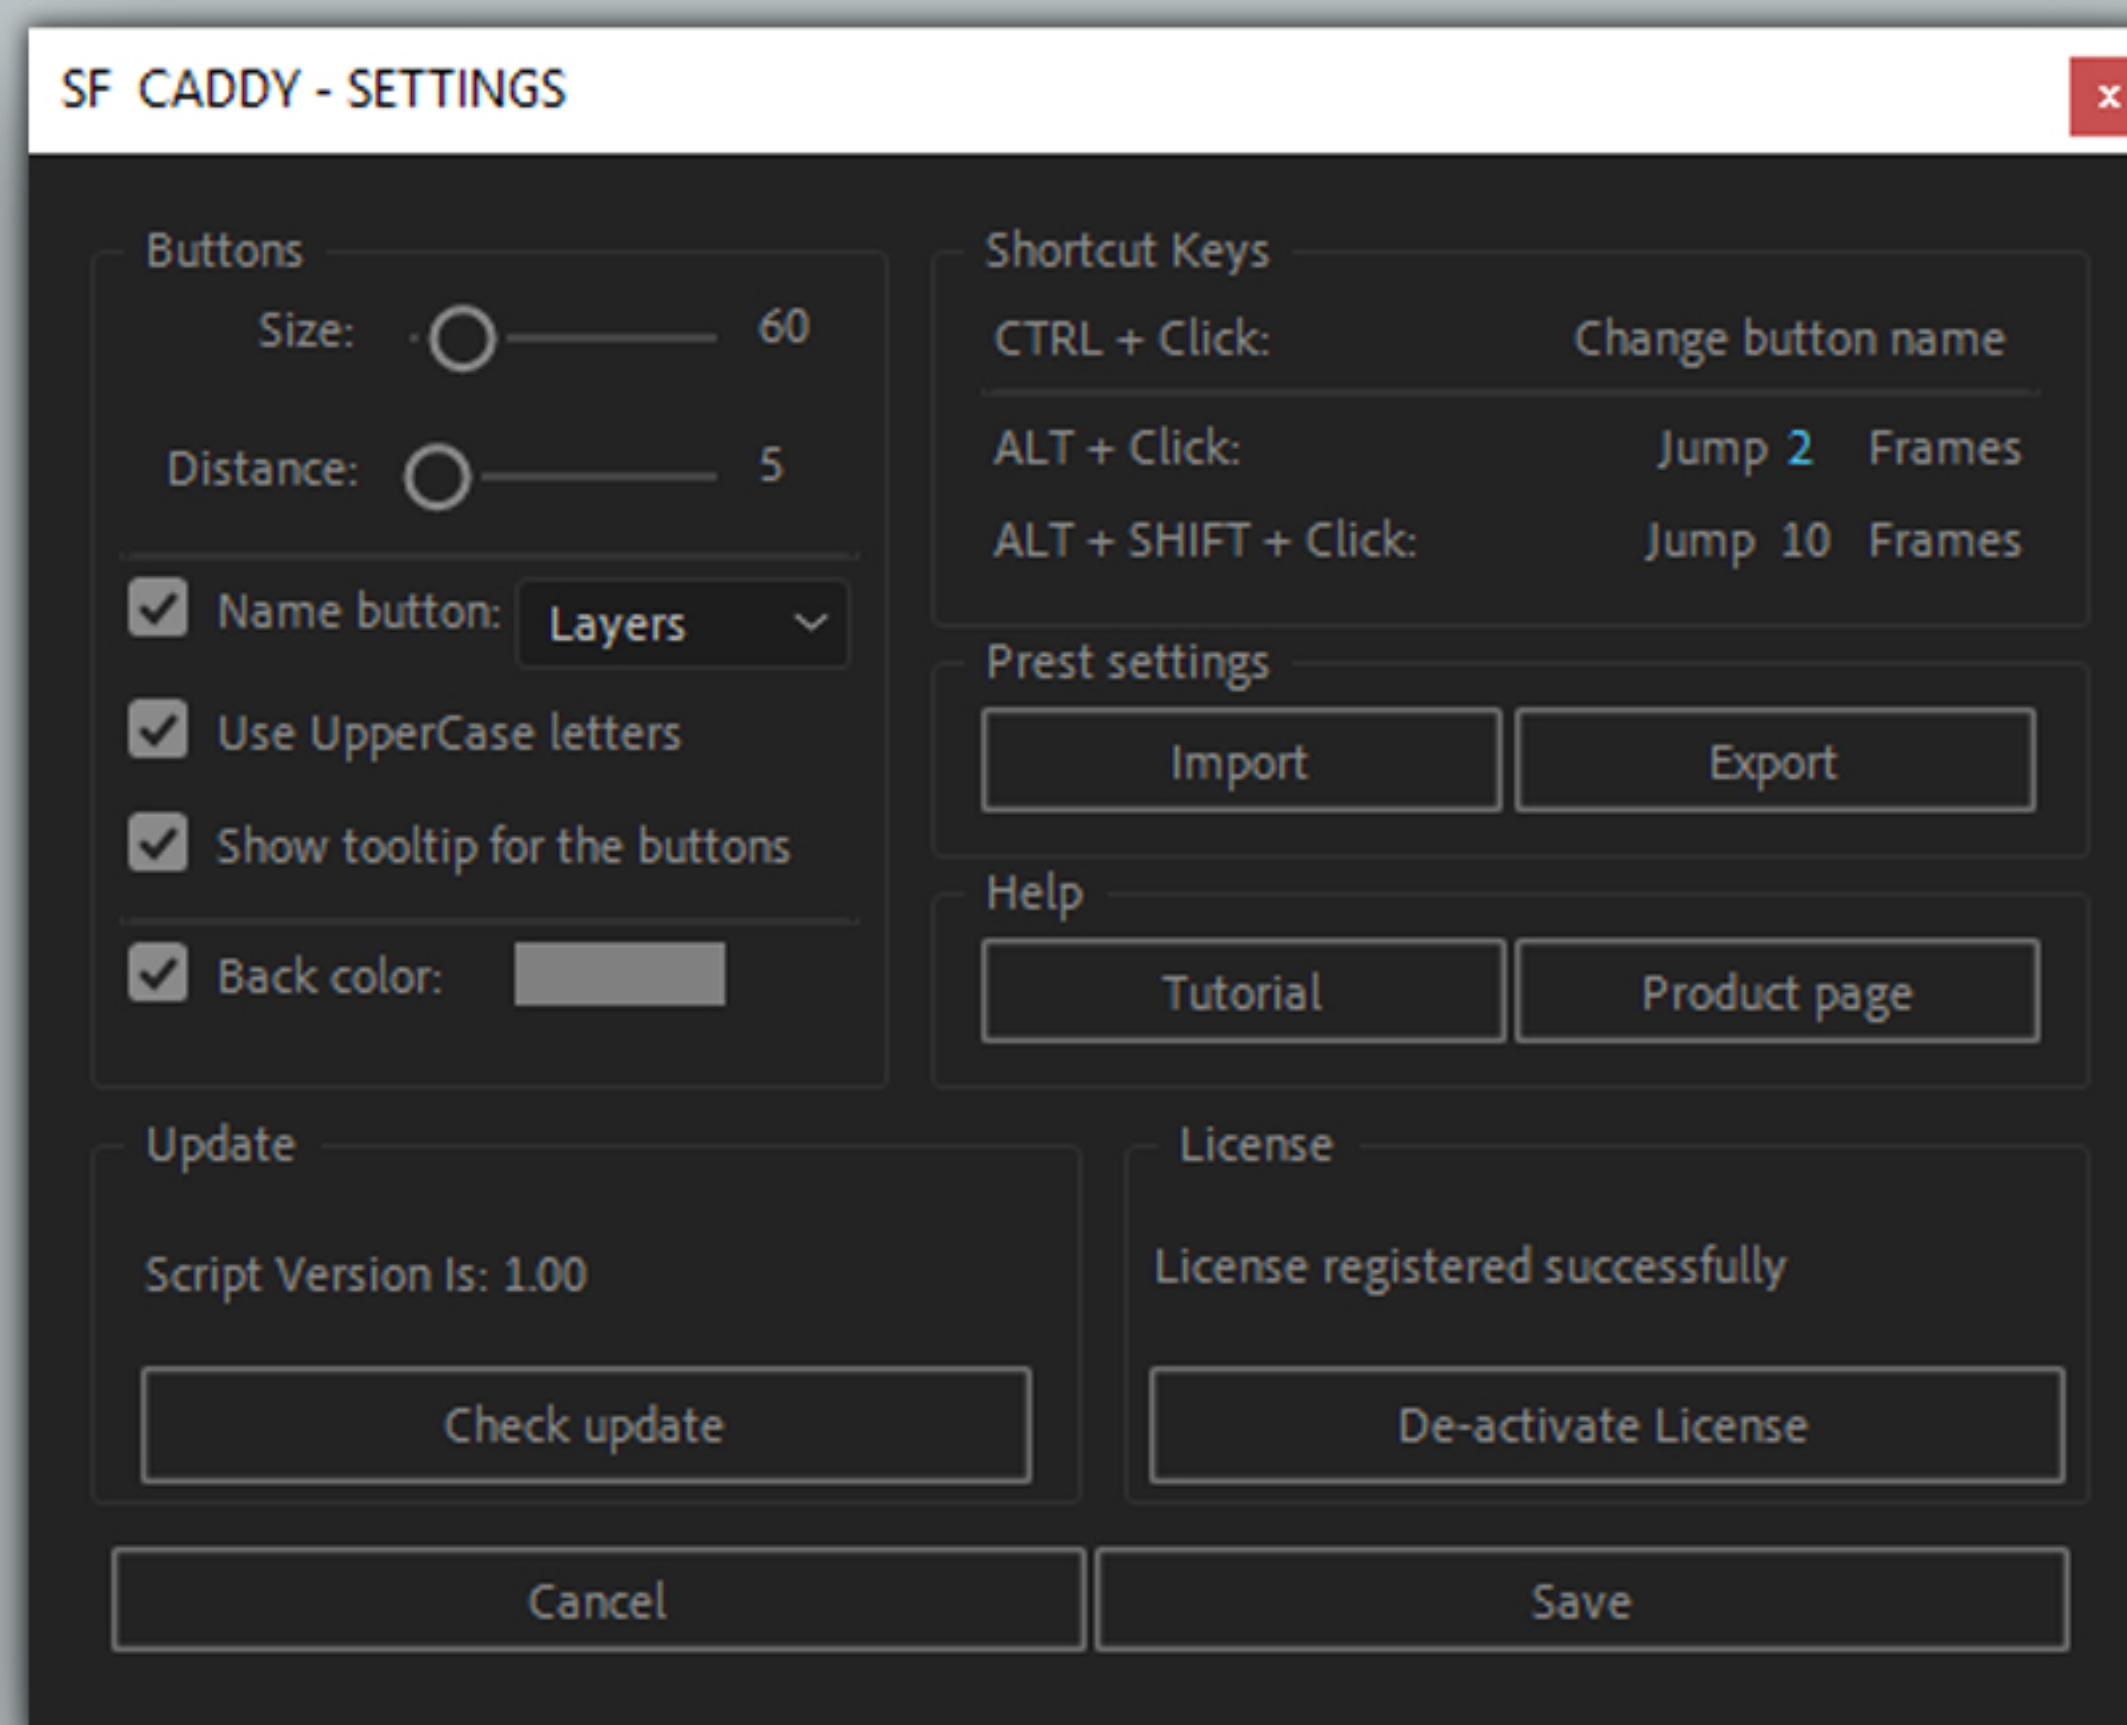 SF CADDY - SETTINGS
x
Buttons
Size: 60
Distance: 5
Name button: Layers
Use UpperCase letters
Show tooltip for the buttons
Back color:
Shortcut Keys
CTRL + Click: Change button name
ALT + Click: Jump 2 Frames
ALT + SHIFT + Click: Jump 10 Frames
Prest settings
Import Export
Help
Tutorial Product page
Update
Script Version Is: 1.00
Check update
License
License registered successfully
De-activate License
Cancel Save